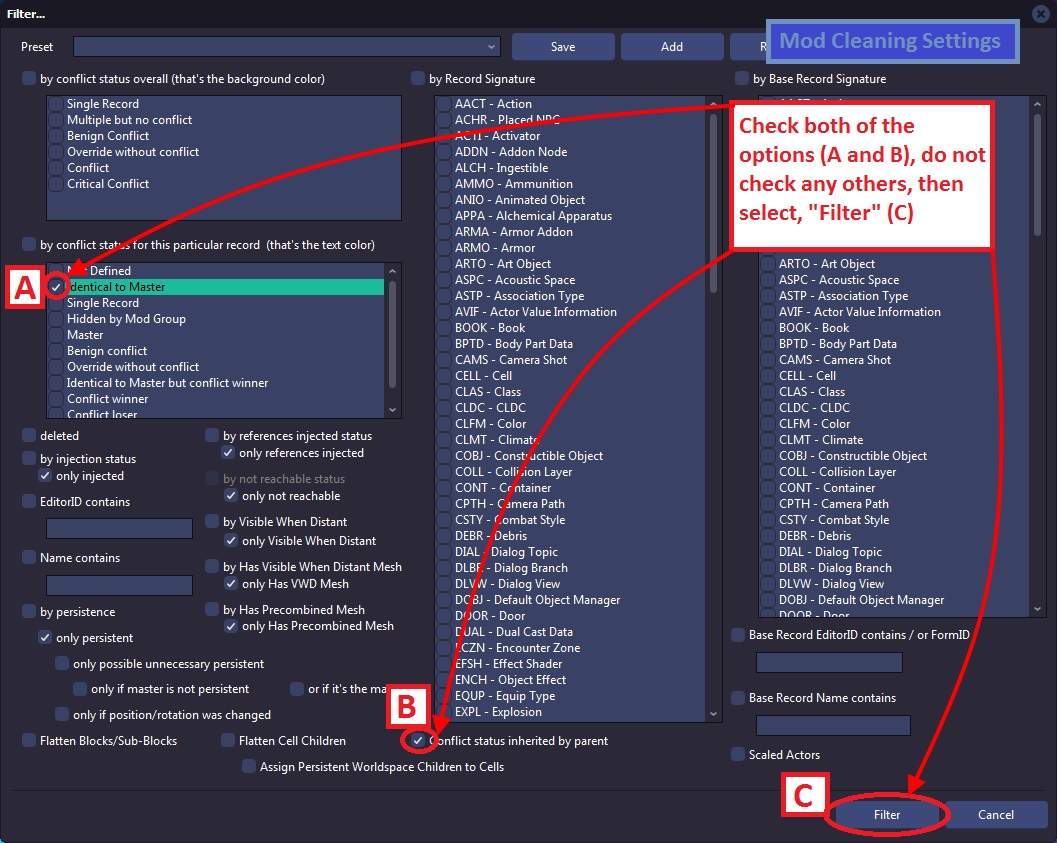 Filter...
Preset
Save
Add
Mod Cleaning Settings
by conflict status overall (that's the background color)
Single Record
Multiple but no conflict
Benign Conflict
Override without conflict
Conflict
Critical Conflict
by conflict status for this particular record (that's the text color)
Defined
A
Identical to Master
Single Record
Hidden by Mod Group
Master
Benign conflict
Override without conflict
Identical to Master but conflict winner
Conflict winner
Conflict loser
deleted
by injection status
only injected
EditorID contains
Name contains
by persistence
only persistent
only possible unnecessary persistent
only if master is not persistent
or if it's the
only if position/rotation was changed
by references injected status
only references injected
by not reachable status
only not reachable
by Visible When Distant
only Visible When Distant
by Has Visible When Distant Mesh
only Has VWD Mesh
by Has Precombined Mesh
only Has Precombined Mesh
Flatten Blocks/Sub-Blocks
Flatten Cell Children
Assign Persistent Worldspace Children to Cells
by Record Signature
AACT - Action
ACHR - Placed NPC
ACTI - Activator
ADDN - Addon Node
ALCH - Ingestible
AMMO - Ammunition
ANIO - Animated Object
APPA - Alchemical Apparatus
ARMA - Armor Addon
ARMO - Armor
ARTO - Art Object
ASPC - Acoustic Space
ASTP - Association Type
AVIF - Actor Value Information
BOOK - Book
BPTD - Body Part Data
CAMS - Camera Shot
CELL - Cell
CLAS - Class
CLDC - CLDC
CLFM - Color
CLMT - Climate
COBJ - Constructible Object
COLL - Collision Layer
CONT - Container
CPTH - Camera Path
CSTY - Combat Style
DEBR - Debris
DIAL - Dialog Topic
DLBR - Dialog Branch
DLVW - Dialog View
DOBJ - Default Object Manager
DOOR - Door
DUAL - Dual Cast Data
ECZN - Encounter Zone
EFSH - Effect Shader
ENCH - Object Effect
EQUP - Equip Type
EXPL - Explosion
B
Conflict status inherited by parent
by Base Record Signature
Check both of the
options (A and B), do not
check any others, then
select, "Filter" (C)
ARTO - Art Object
ASPC - Acoustic Space
ASTP - Association Type
AVIF - Actor Value Information
BOOK - Book
BPTD - Body Part Data
CAMS - Camera Shot
CELL - Cell
CLAS - Class
CLDC - CLDC
CLFM - Color
CLMT - Climate
COBJ - Constructible Object
COLL - Collision Layer
CONT - Container
CPTH - Camera Path
CSTY - Combat Style
DEBR - Debris
DIAL - Dialog Topic
DLBR - Dialog Branch
DLVW - Dialog View
DOBJ - Default Object Manager
DOOR - Door
Base Record EditorID contains / or FormID
Base Record Name contains
Scaled Actors
C
Filter
Cancel